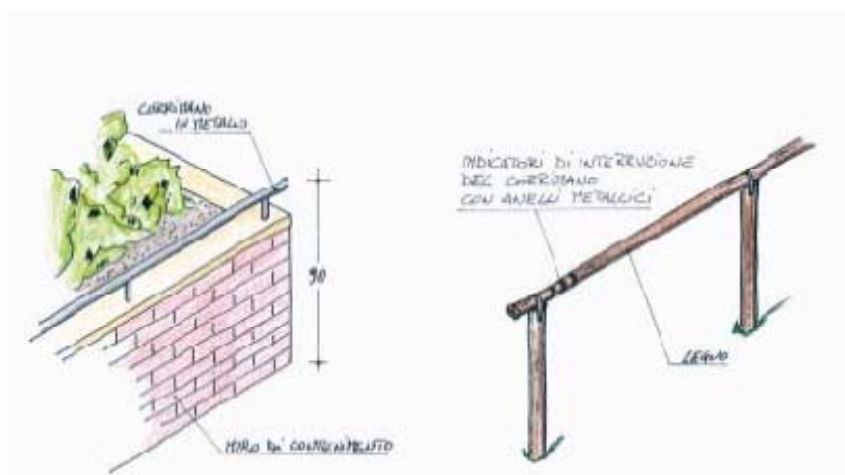 CORRIMANO
IN METALLO
90
MURO DI CONTENIMENTO
INDICATORI DI INTERRUZIONE
DEL CORRIMANO
CON ANELLI METALLICI
LEGNO